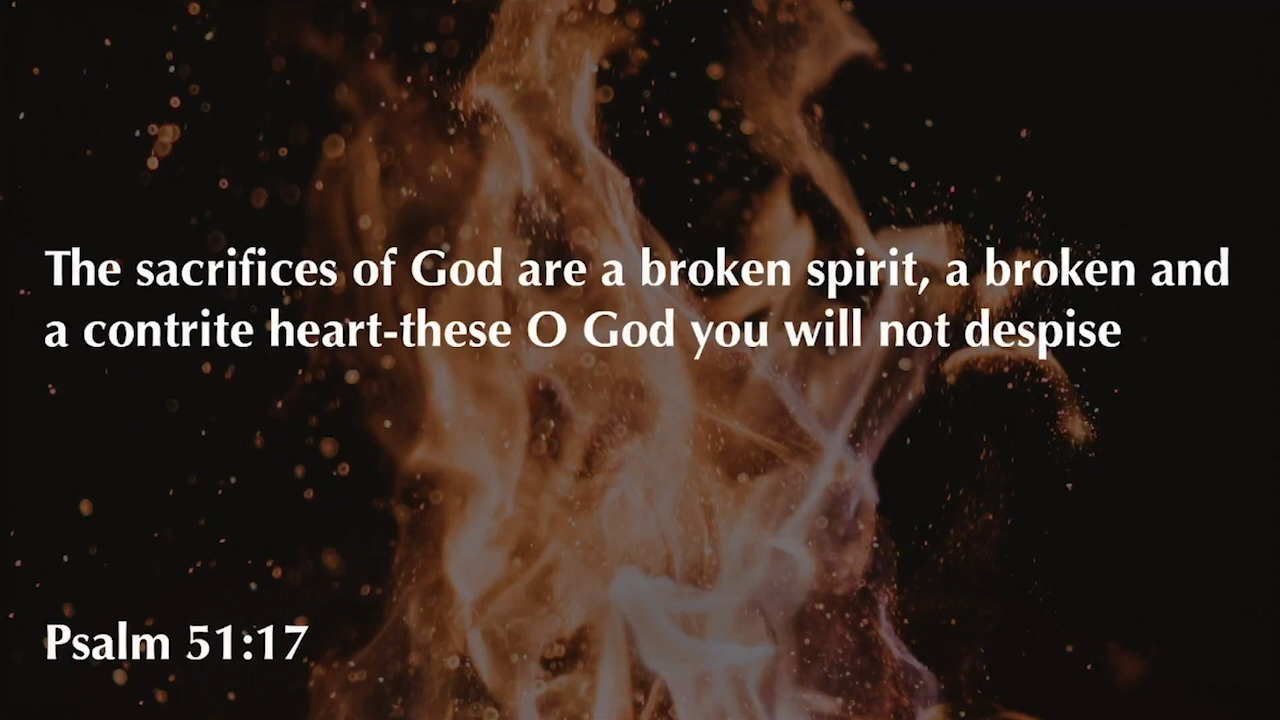 The sacrifices of God are a broken spirit, a broken and
a contrite heart-these O God you will not despise
Psalm 51:17